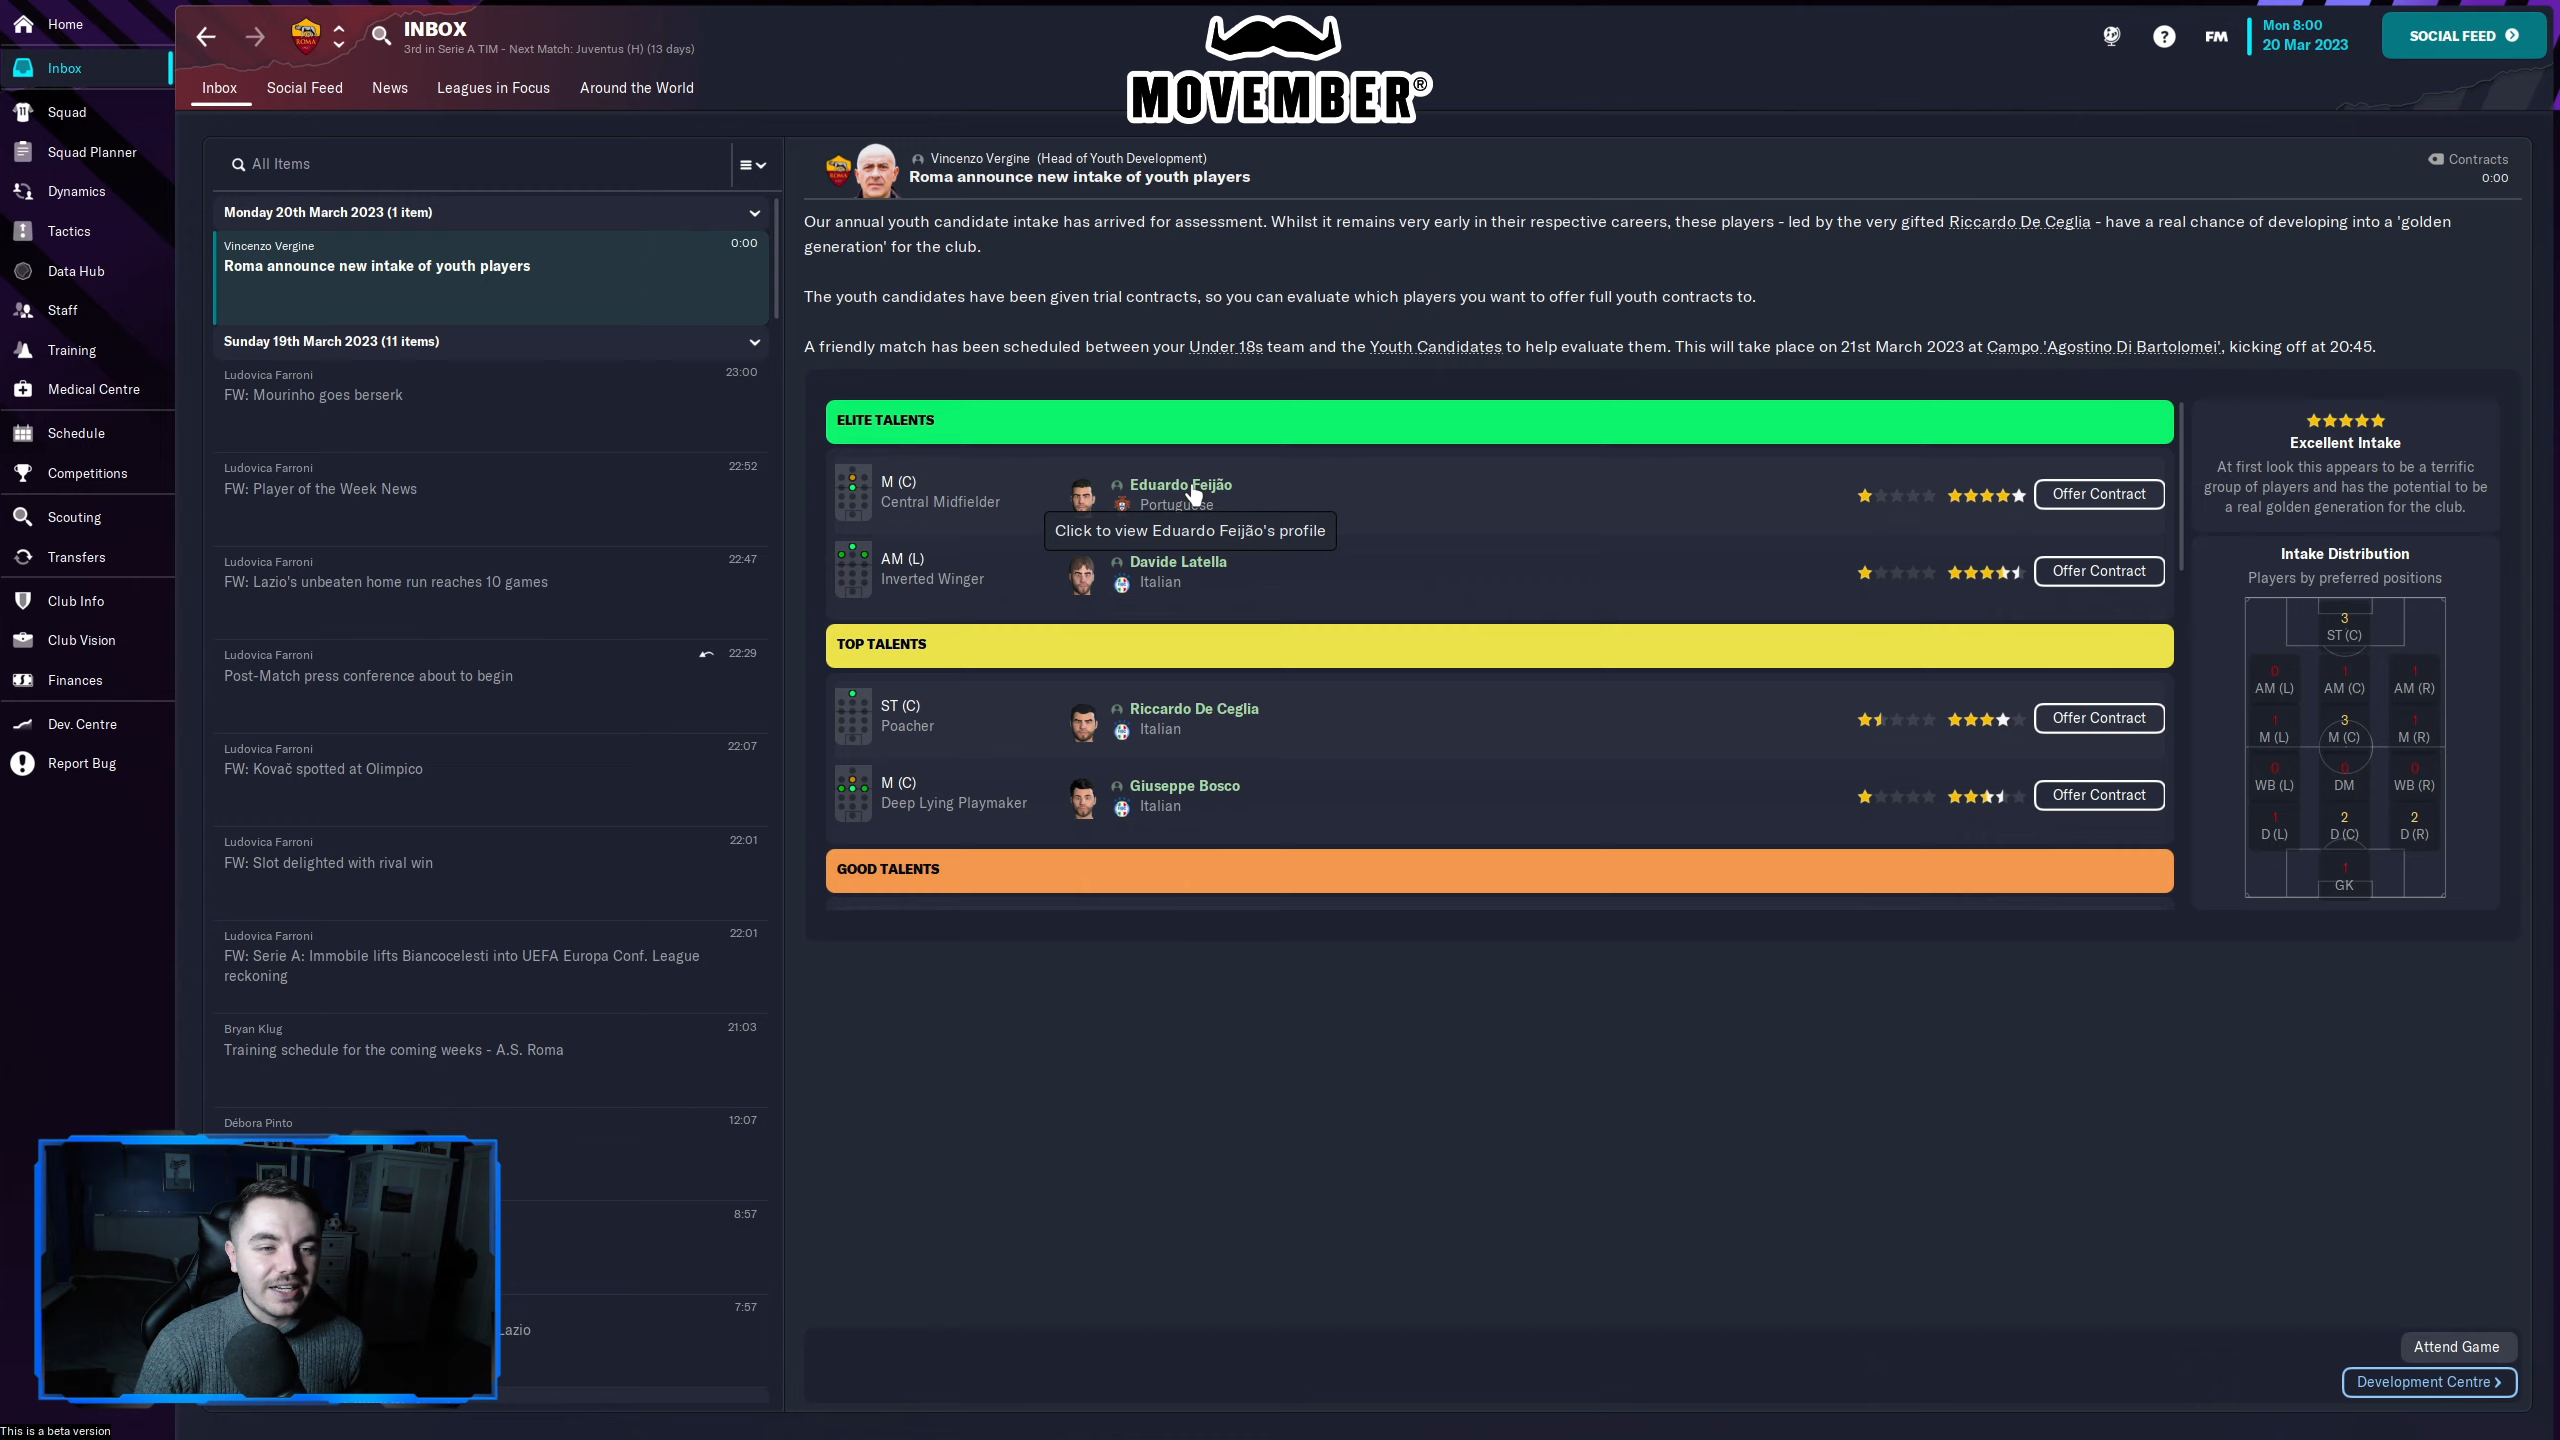 Home
Inbox
Squad
Squad Planner
Dynamics
Tactics
Data Hub
Staff
Training
Medical Centre
Schedule
Competitions
Scouting
Transfers
Club Info
Club Vision
Finances
Dev. Centre
Report Bug
INBOX
3rd in Serie A TIM - Next Match: Juventus (H) (13 days)
Inbox Social Feed News Leagues in Focus Around the World
MOVEMBER®
FM
Mon 8:00
20 Mar 2023
SOCIAL FEED
All Items
Monday 20th March 2023 (1 item)
Vincenzo Vergine 0:00
Roma announce new intake of youth players
Sunday 19th March 2023 (11 items)
Ludovica Farroni 23:00
FW: Mourinho goes berserk
Ludovica Farroni 22:52
FW: Player of the Week News
Ludovica Farroni 22:47
FW: Lazio's unbeaten home run reaches 10 games
Ludovica Farroni 22:29
Post-Match press conference about to begin
Ludovica Farroni 22:07
FW: Kovač spotted at Olimpico
Ludovica Farroni 22:01
FW: Slot delighted with rival win
Ludovica Farroni 22:01
FW: Serie A: Immobile lifts Biancocelesti into UEFA Europa Conf. League
reckoning
Bryan Klug 21:03
Training schedule for the coming weeks - A.S. Roma
Débora Pinto 12:07
8:57
7:57
Lazio
Vincenzo Vergine (Head of Youth Development)
Roma announce new intake of youth players
Contracts
0:00
Our annual youth candidate intake has arrived for assessment. Whilst it remains very early in their respective careers, these players - led by the very gifted Riccardo De Ceglia - have a real chance of developing into a 'golden
generation' for the club.
The youth candidates have been given trial contracts, so you can evaluate which players you want to offer full youth contracts to.
A friendly match has been scheduled between your Under 18s team and the Youth Candidates to help evaluate them. This will take place on 21st March 2023 at Campo 'Agostino Di Bartolomei', kicking off at 20:45.
ELITE TALENTS
M (C)
Central Midfielder
Eduardo Feijão
Portuguese
Offer Contract
Click to view Eduardo Feijão's profile
AM (L)
Inverted Winger
Davide Latella
Italian
Offer Contract
TOP TALENTS
ST (C)
Poacher
Riccardo De Ceglia
Italian
Offer Contract
M (C)
Deep Lying Playmaker
Giuseppe Bosco
Italian
Offer Contract
GOOD TALENTS
Excellent Intake
At first look this appears to be a terrific
group of players and has the potential to be
a real golden generation for the club.
Intake Distribution
Players by preferred positions
3
ST (C)
0 1 1
AM (L) AM (C) AM (R)
1 3 1
M (L) M (C) M (R)
0 0 0
WB (L) DM WB (R)
1 2 2
D (L) D (C) D (R)
1
GK
Attend Game
Development Centre
This is a beta version